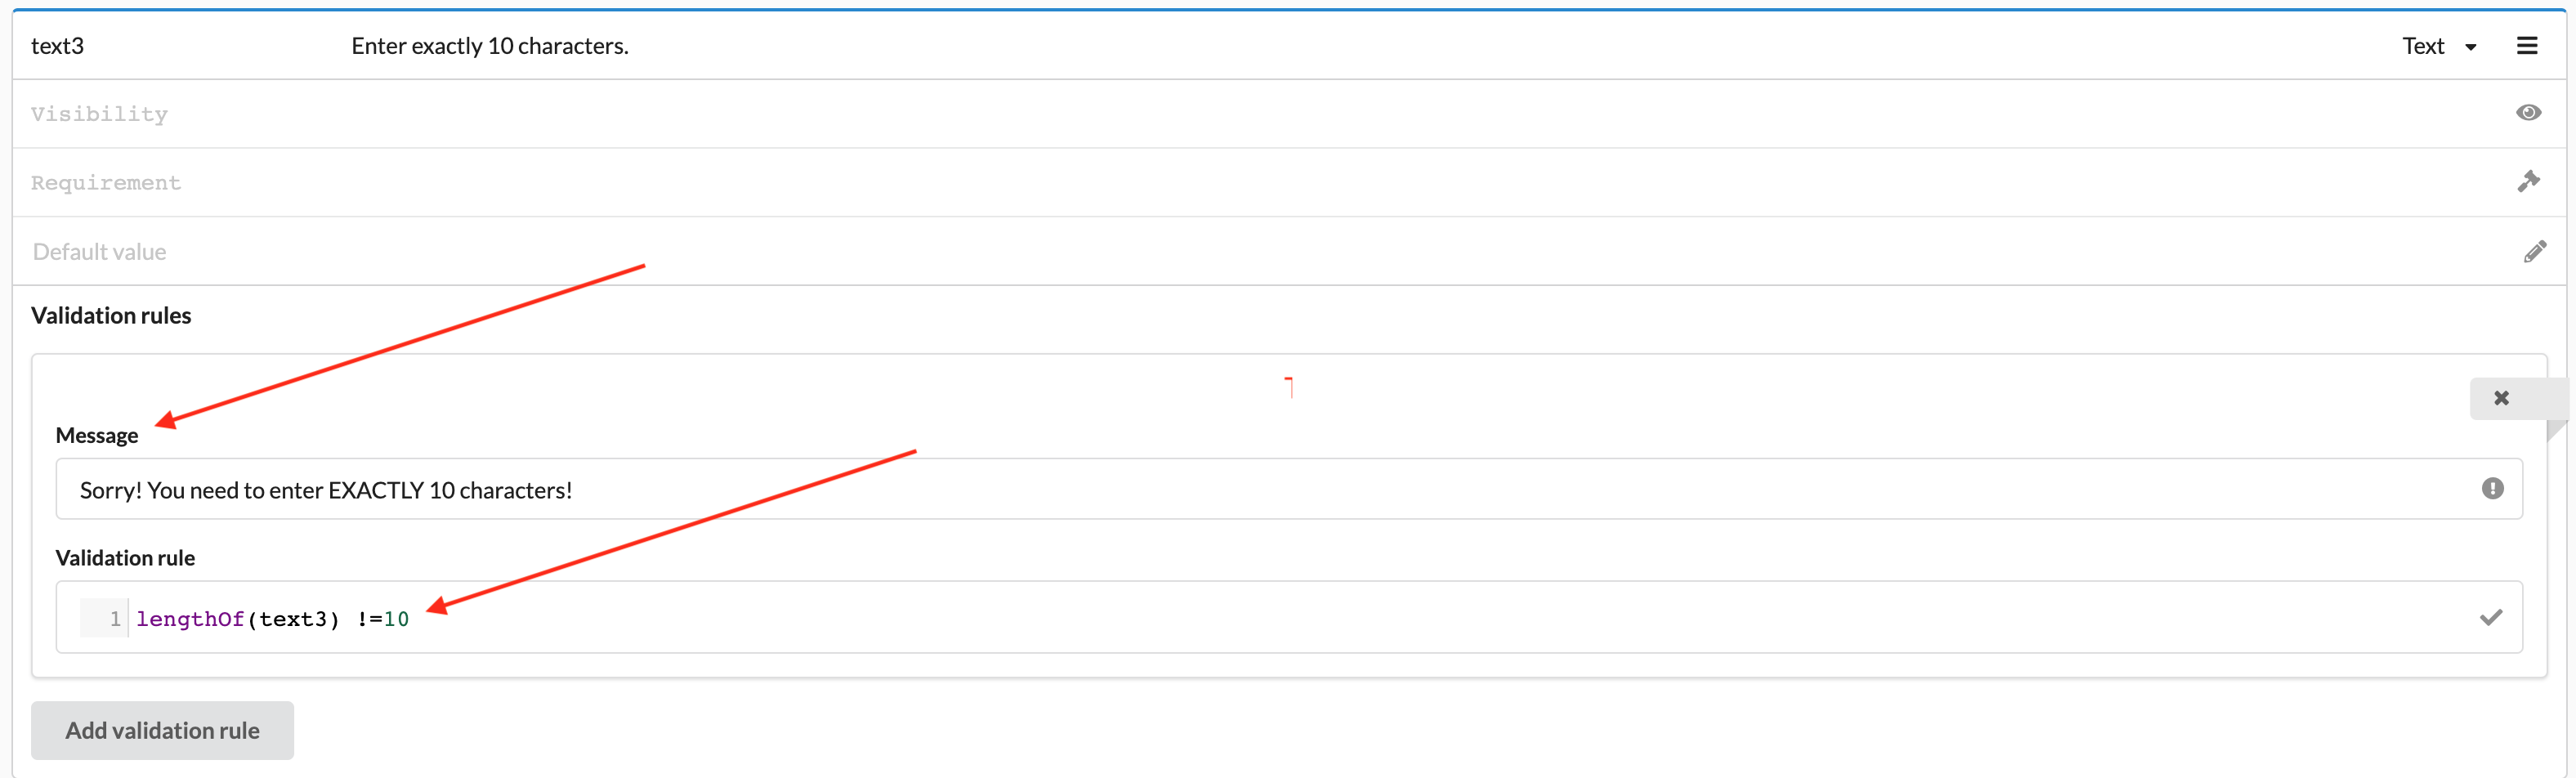 text3 Enter exactly 10 characters. Text
Visibility
Requirement
Default value
Validation rules
Message
Sorry! You need to enter EXACTLY 10 characters!
Validation rule
1 lengthOf(text3) !=10
Add validation rule